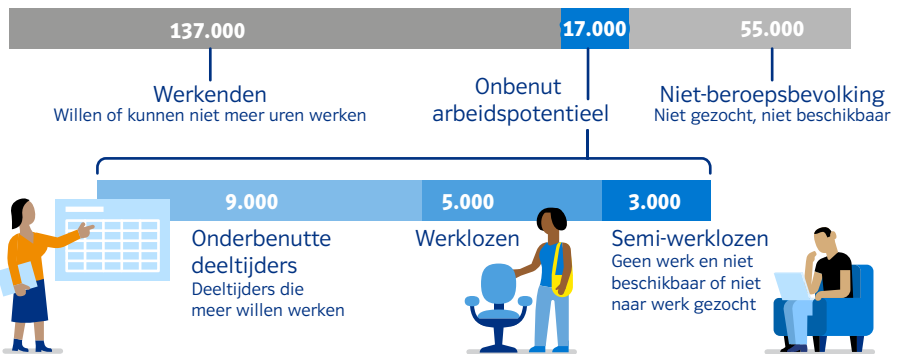 137.000
17.000
55.000
Werkenden
Willen of kunnen niet meer uren werken
Onbenut
arbeidspotentieel
Niet-beroepsbevolking
Niet gezocht, niet beschikbaar
9.000
5.000
3.000
Onderbenutte
deeltijders
Deeltijders die
meer willen werken
Werklozen
Semi-werklozen
Geen werk en niet
beschikbaar of niet
naar werk gezocht